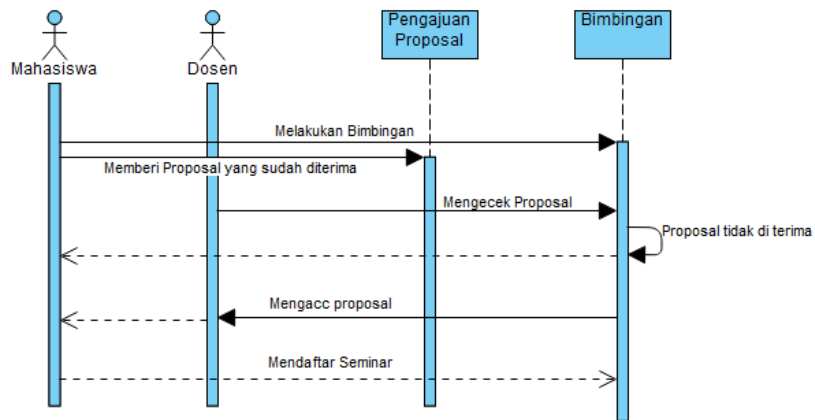 Mahasiswa
Dosen
Pengajuan
Proposal
Bimbingan
Melakukan Bimbingan
Memberi Proposal yang sudah diterima
Mengecek Proposal
Proposal tidak di terima
Mengacc proposal
Mendaftar Seminar